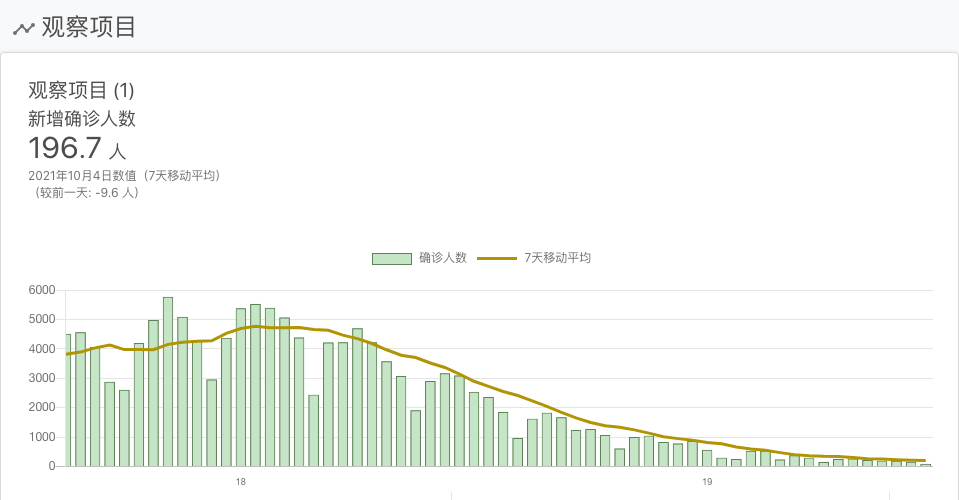 观察项目
观察项目 (1)
新增确诊人数
196.7 人
2021年10月4日数值（7天移动平均）
（较前一天: -9.6 人）
确诊人数 7天移动平均
6000
5000
4000
3000
2000
1000
0
18 19